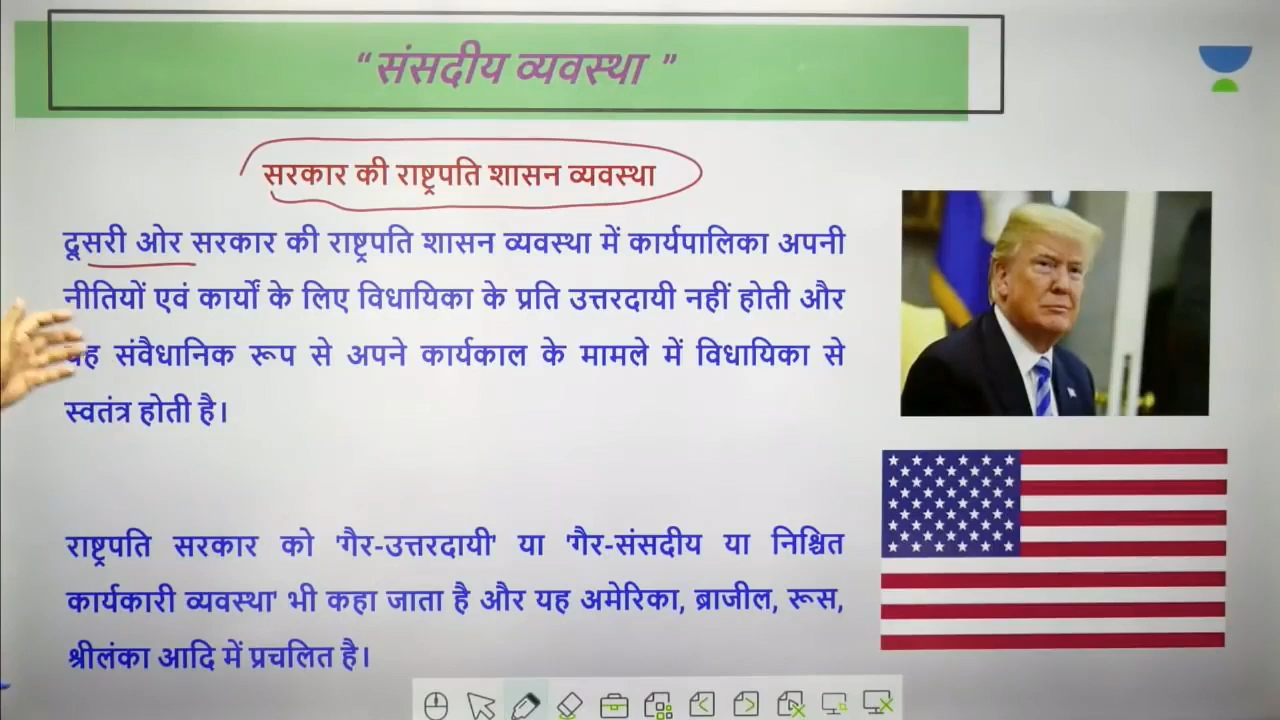 “ संसदीय व्यवस्था ”
सरकार की राष्ट्रपति शासन व्यवस्था
दूसरी ओर सरकार की राष्ट्रपति शासन व्यवस्था में कार्यपालिका अपनी
नीतियों एवं कार्यों के लिए विधायिका के प्रति उत्तरदायी नहीं होती और
संवैधानिक रूप से अपने कार्यकाल के मामले में विधायिका से
स्वतंत्र होती है।
राष्ट्रपति सरकार को 'गैर-उत्तरदायी' या 'गैर-संसदीय या निश्चित
कार्यकारी व्यवस्था' भी कहा जाता है और यह अमेरिका, ब्राजील, रूस,
श्रीलंका आदि में प्रचलित है।